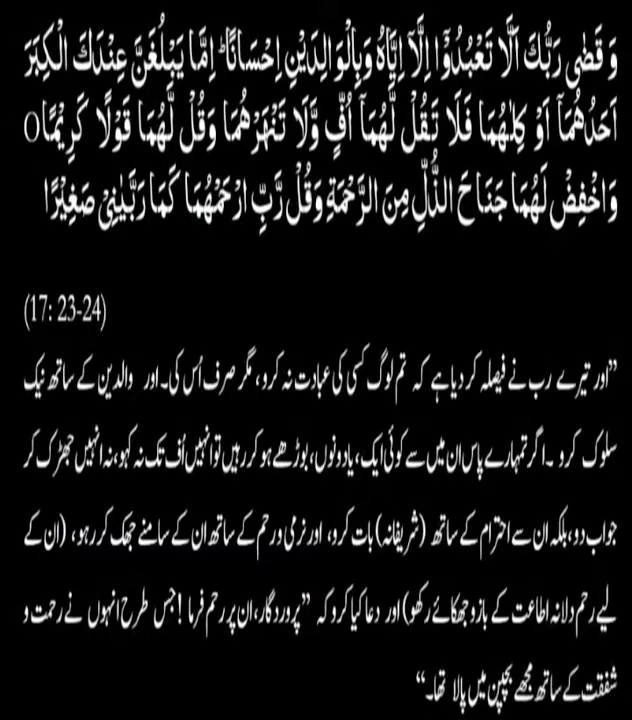 وَ قَضٰى رَبُّكَ اَلَّا تَعْبُدُوْۤا اِلَّاۤ اِيَّاهُ وَبِالْوَالِدَيْنِ اِحْسَانًا ؕ اِمَّا يَبْلُغَنَّ عِنْدَكَ الْكِبَرَ
اَحَدُهُمَاۤ اَوْ كِلٰهُمَا فَلَا تَقُلْ لَّهُمَاۤ اُفٍّ وَّلَا تَنْهَرْهُمَا وَقُلْ لَّهُمَا قَوْلًا كَرِيْمًا ○
وَاخْفِضْ لَهُمَا جَنَاحَ الذُّلِّ مِنَ الرَّحْمَةِ وَقُلْ رَّبِّ ارْحَمْهُمَا كَمَا رَبَّيٰنِيْ صَغِيْرًا
(17: 23-24)
”اور تیرے رب نے فیصلہ کر دیا ہے کہ تم لوگ کسی کی عبادت نہ کرو، مگر صرف اُس کی۔ اور والدین کے ساتھ نیک
سلوک کرو ۔ اگر تمہارے پاس ان میں سے کوئی ایک، یا دونوں، بوڑھے ہو کر رہیں تو انہیں اُف تک نہ کہو، نہ انہیں جھڑک کر
جواب دو، بلکہ ان سے احترام کے ساتھ (شریفانہ) بات کرو، اور نرمی و رحم کے ساتھ ان کے سامنے جھک کر رہو، (ان کے
لیے رحم دلانہ اطاعت کے بازو جھکائے رکھو) اور دعا کیا کرو کہ ”پروردگار، ان پر رحم فرما! جس طرح انہوں نے رحمت و
شفقت کے ساتھ مجھے بچپن میں پالا تھا۔“